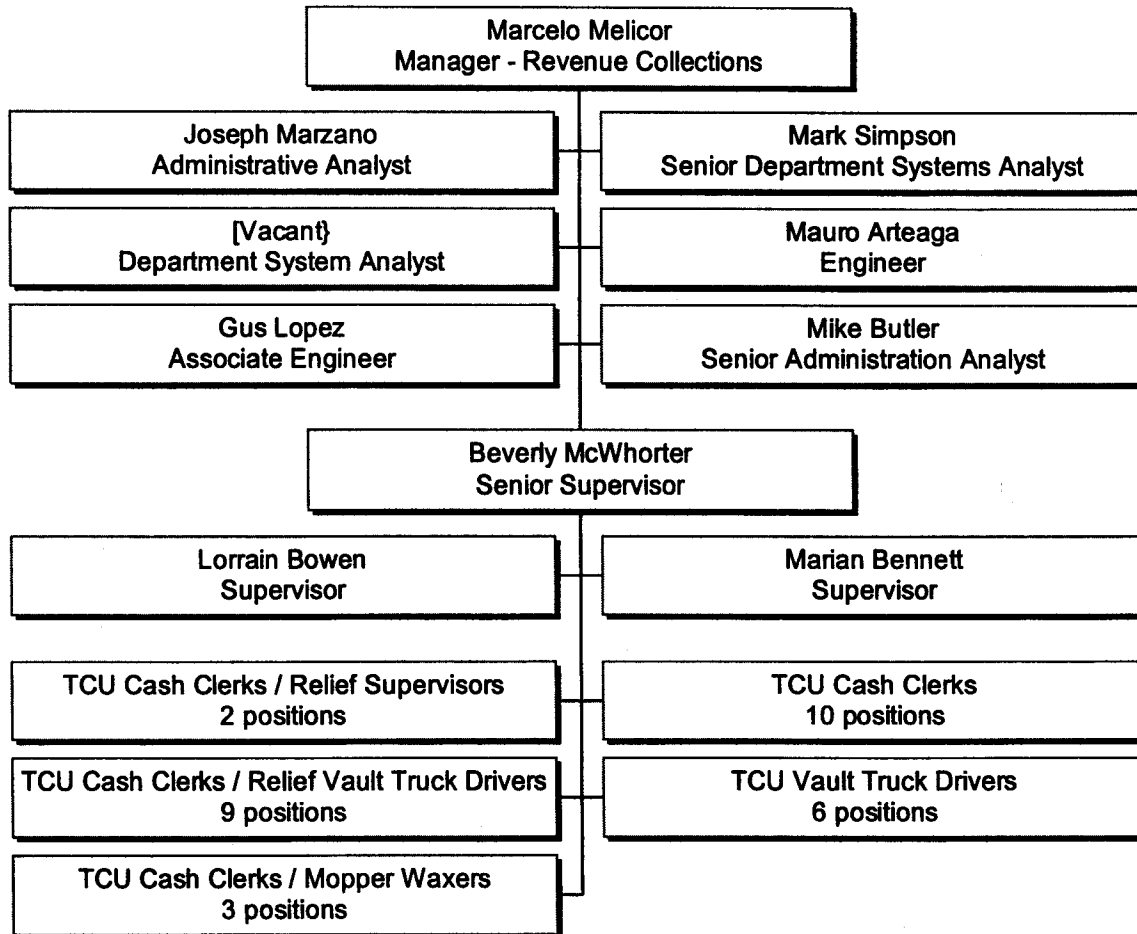 Marcelo Melicor
Manager - Revenue Collections
Joseph Marzano
Administrative Analyst
Mark Simpson
Senior Department Systems Analyst
[Vacant}
Department System Analyst
Mauro Arteaga
Engineer
Gus Lopez
Associate Engineer
Mike Butler
Senior Administration Analyst
Beverly McWhorter
Senior Supervisor
Lorrain Bowen
Supervisor
Marian Bennett
Supervisor
TCU Cash Clerks / Relief Supervisors
2 positions
TCU Cash Clerks
10 positions
TCU Cash Clerks / Relief Vault Truck Drivers
9 positions
TCU Vault Truck Drivers
6 positions
TCU Cash Clerks / Mopper Waxers
3 positions